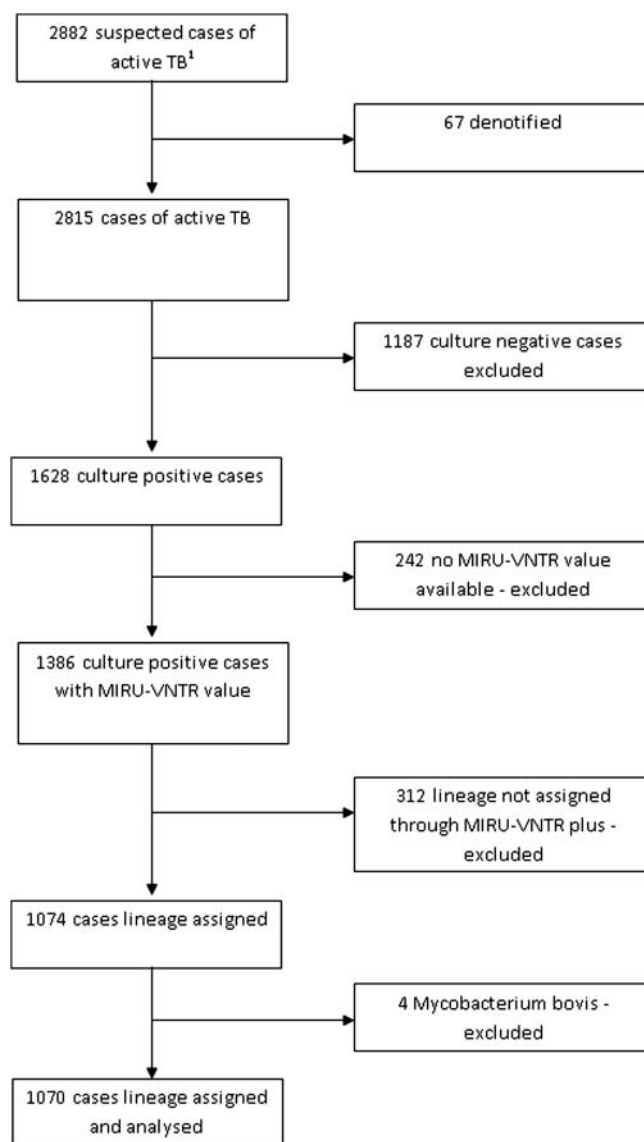 2882 suspected cases of
active TB¹
67 denotified
2815 cases of active TB
1187 culture negative cases
excluded
1628 culture positive cases
242 no MIRU-VNTR value
available - excluded
1386 culture positive cases
with MIRU-VNTR value
312 lineage not assigned
through MIRU-VNTR plus -
excluded
1074 cases lineage assigned
4 Mycobacterium bovis -
excluded
1070 cases lineage assigned
and analysed